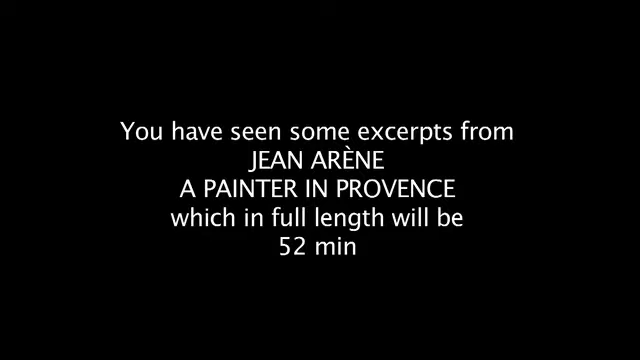 You have seen some excerpts from
JEAN ARÈNE
A PAINTER IN PROVENCE
which in full length will be
52 min